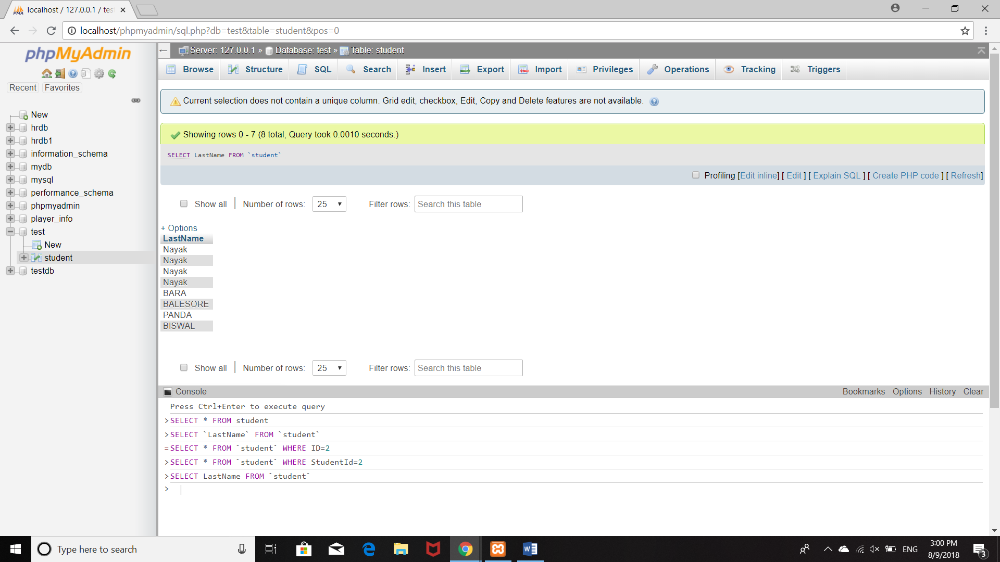 localhost / 127.0.0.1 / tes
localhost/phpmyadmin/sql.php?db=test&table=student&pos=0
phpMyAdmin
Recent Favorites
New
hrdb
hrdb1
information_schema
mydb
mysql
performance_schema
phpmyadmin
player_info
test
New
student
testdb
Server: 127.0.0.1 » Database: test » Table: student
Browse Structure SQL Search Insert Export Import Privileges Operations Tracking Triggers
Current selection does not contain a unique column. Grid edit, checkbox, Edit, Copy and Delete features are not available.
Showing rows 0 - 7 (8 total, Query took 0.0010 seconds.)
SELECT LastName FROM `student`
Profiling [Edit inline] [ Edit ] [ Explain SQL ] [ Create PHP code ] [ Refresh]
Show all | Number of rows: 25 Filter rows: Search this table
+ Options
LastName
Nayak
Nayak
Nayak
Nayak
BARA
BALESORE
PANDA
BISWAL
Show all | Number of rows: 25 Filter rows: Search this table
Console Bookmarks Options History Clear
Press Ctrl+Enter to execute query
>SELECT * FROM student
>SELECT `LastName` FROM `student`
=SELECT * FROM `student` WHERE ID=2
>SELECT * FROM `student` WHERE StudentId=2
>SELECT LastName FROM `student`
>
Type here to search
ENG
3:00 PM
8/9/2018
3